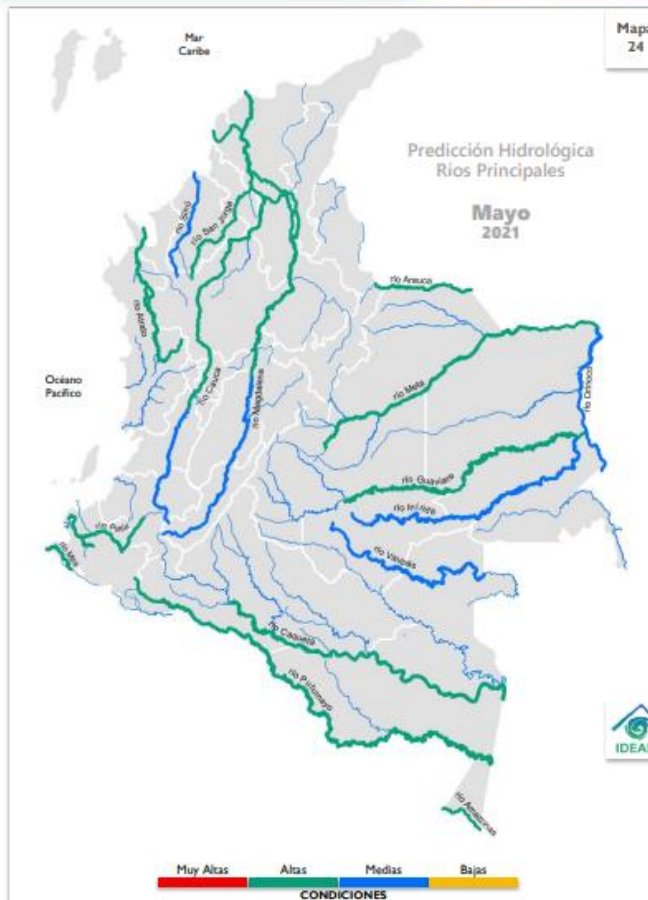 Mar
Caribe
Mapa
24
Predicción Hidrológica
Ríos Principales
Mayo
2021
río Sinú
río San Jorge
río Arauca
río Atrato
río Cauca
río Magdalena
río Meta
río Orinoco
Océano
Pacífico
río Guaviare
río Inírida
río Vaupés
río Patía
río Mira
río Caquetá
río Putumayo
IDEAM
río Amazonas
Muy Altas
Altas
Medias
Bajas
CONDICIONES